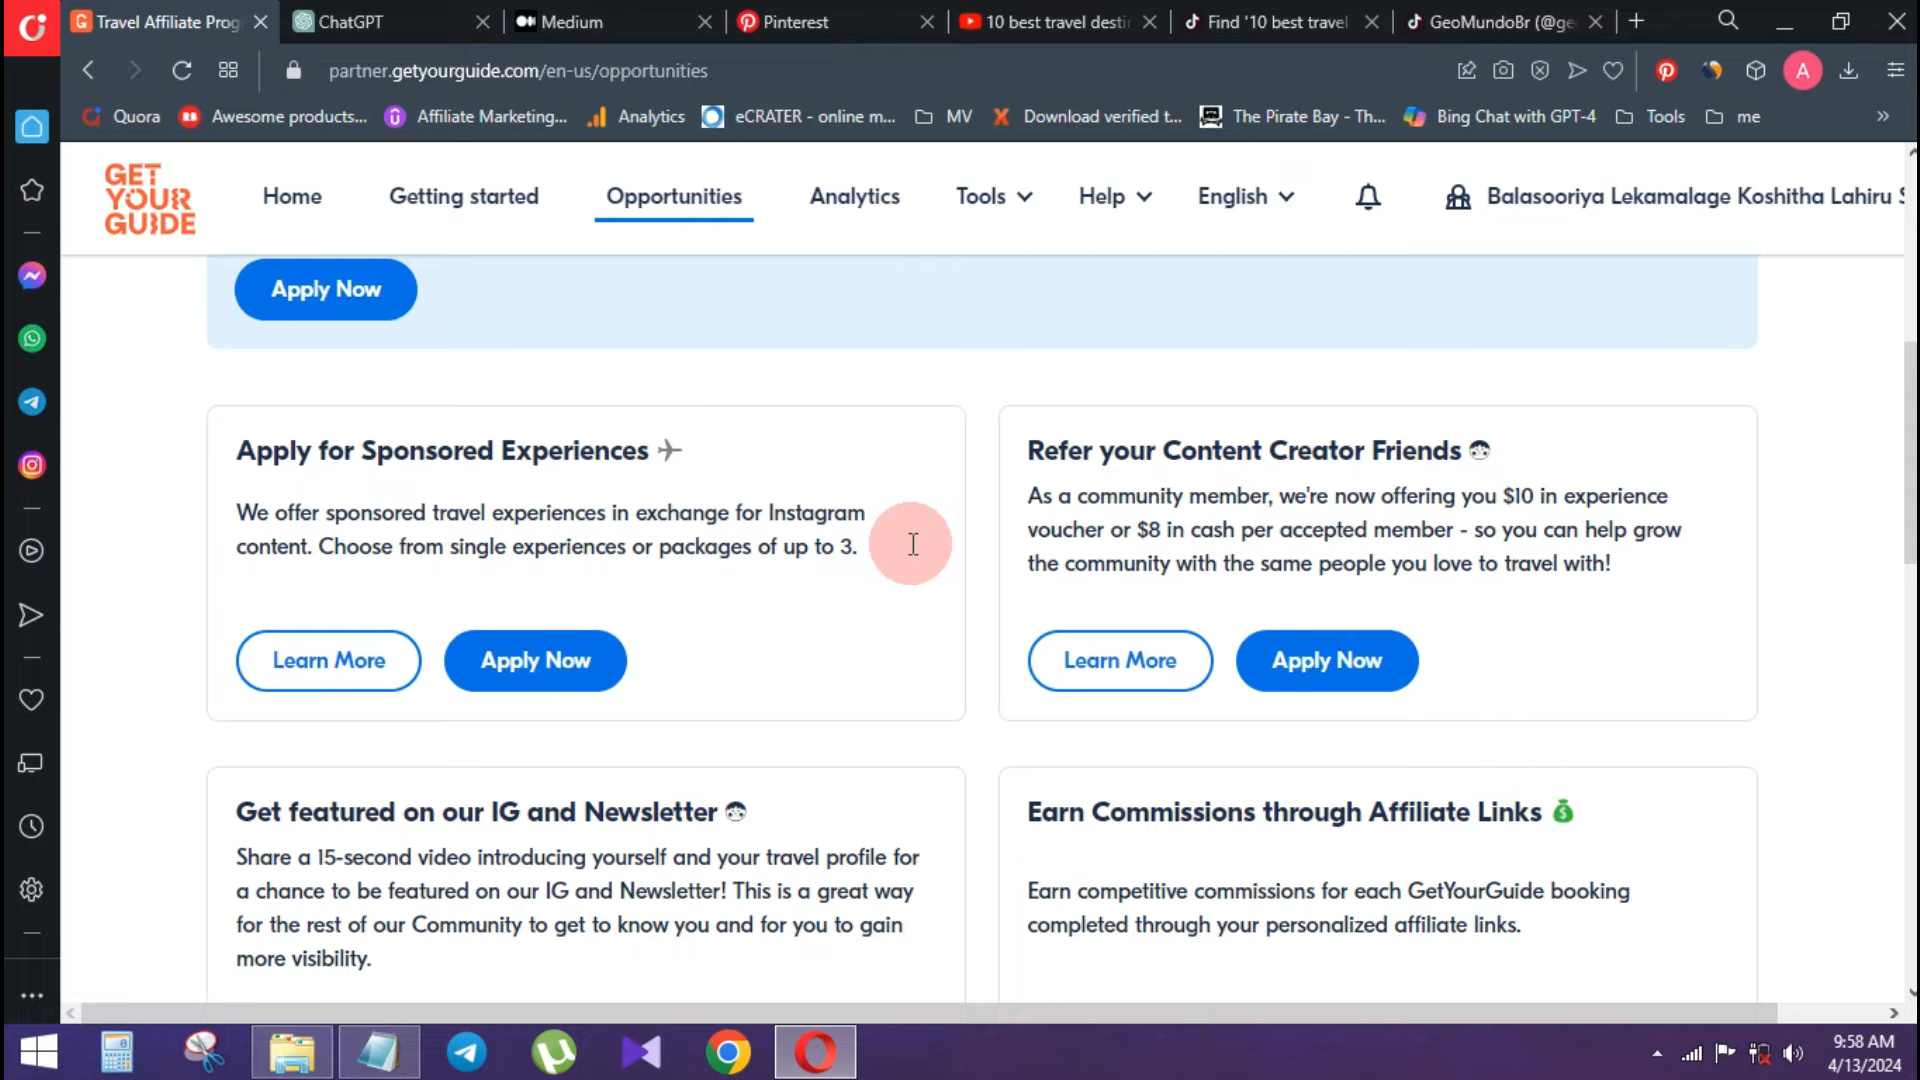 Travel Affiliate Prog
ChatGPT
Medium
Pinterest
10 best travel desti
Find '10 best travel
GeoMundoBr (@ge
partner.getyourguide.com/en-us/opportunities
A
Quora
Awesome products...
Affiliate Marketing...
Analytics
eCRATER - online m...
MV
Download verified t...
The Pirate Bay - Th...
Bing Chat with GPT-4
Tools
me
GET
YOUR
GUIDE
Home
Getting started
Opportunities
Analytics
Tools
Help
English
Balasooriya Lekamalage Koshitha Lahiru S
Apply Now
Apply for Sponsored Experiences
We offer sponsored travel experiences in exchange for Instagram
content. Choose from single experiences or packages of up to 3.
Learn More
Apply Now
Refer your Content Creator Friends
As a community member, we're now offering you $10 in experience
voucher or $8 in cash per accepted member - so you can help grow
the community with the same people you love to travel with!
Learn More
Apply Now
Get featured on our IG and Newsletter
Share a 15-second video introducing yourself and your travel profile for
a chance to be featured on our IG and Newsletter! This is a great way
for the rest of our Community to get to know you and for you to gain
more visibility.
Earn Commissions through Affiliate Links
Earn competitive commissions for each GetYourGuide booking
completed through your personalized affiliate links.
9:58 AM
4/13/2024